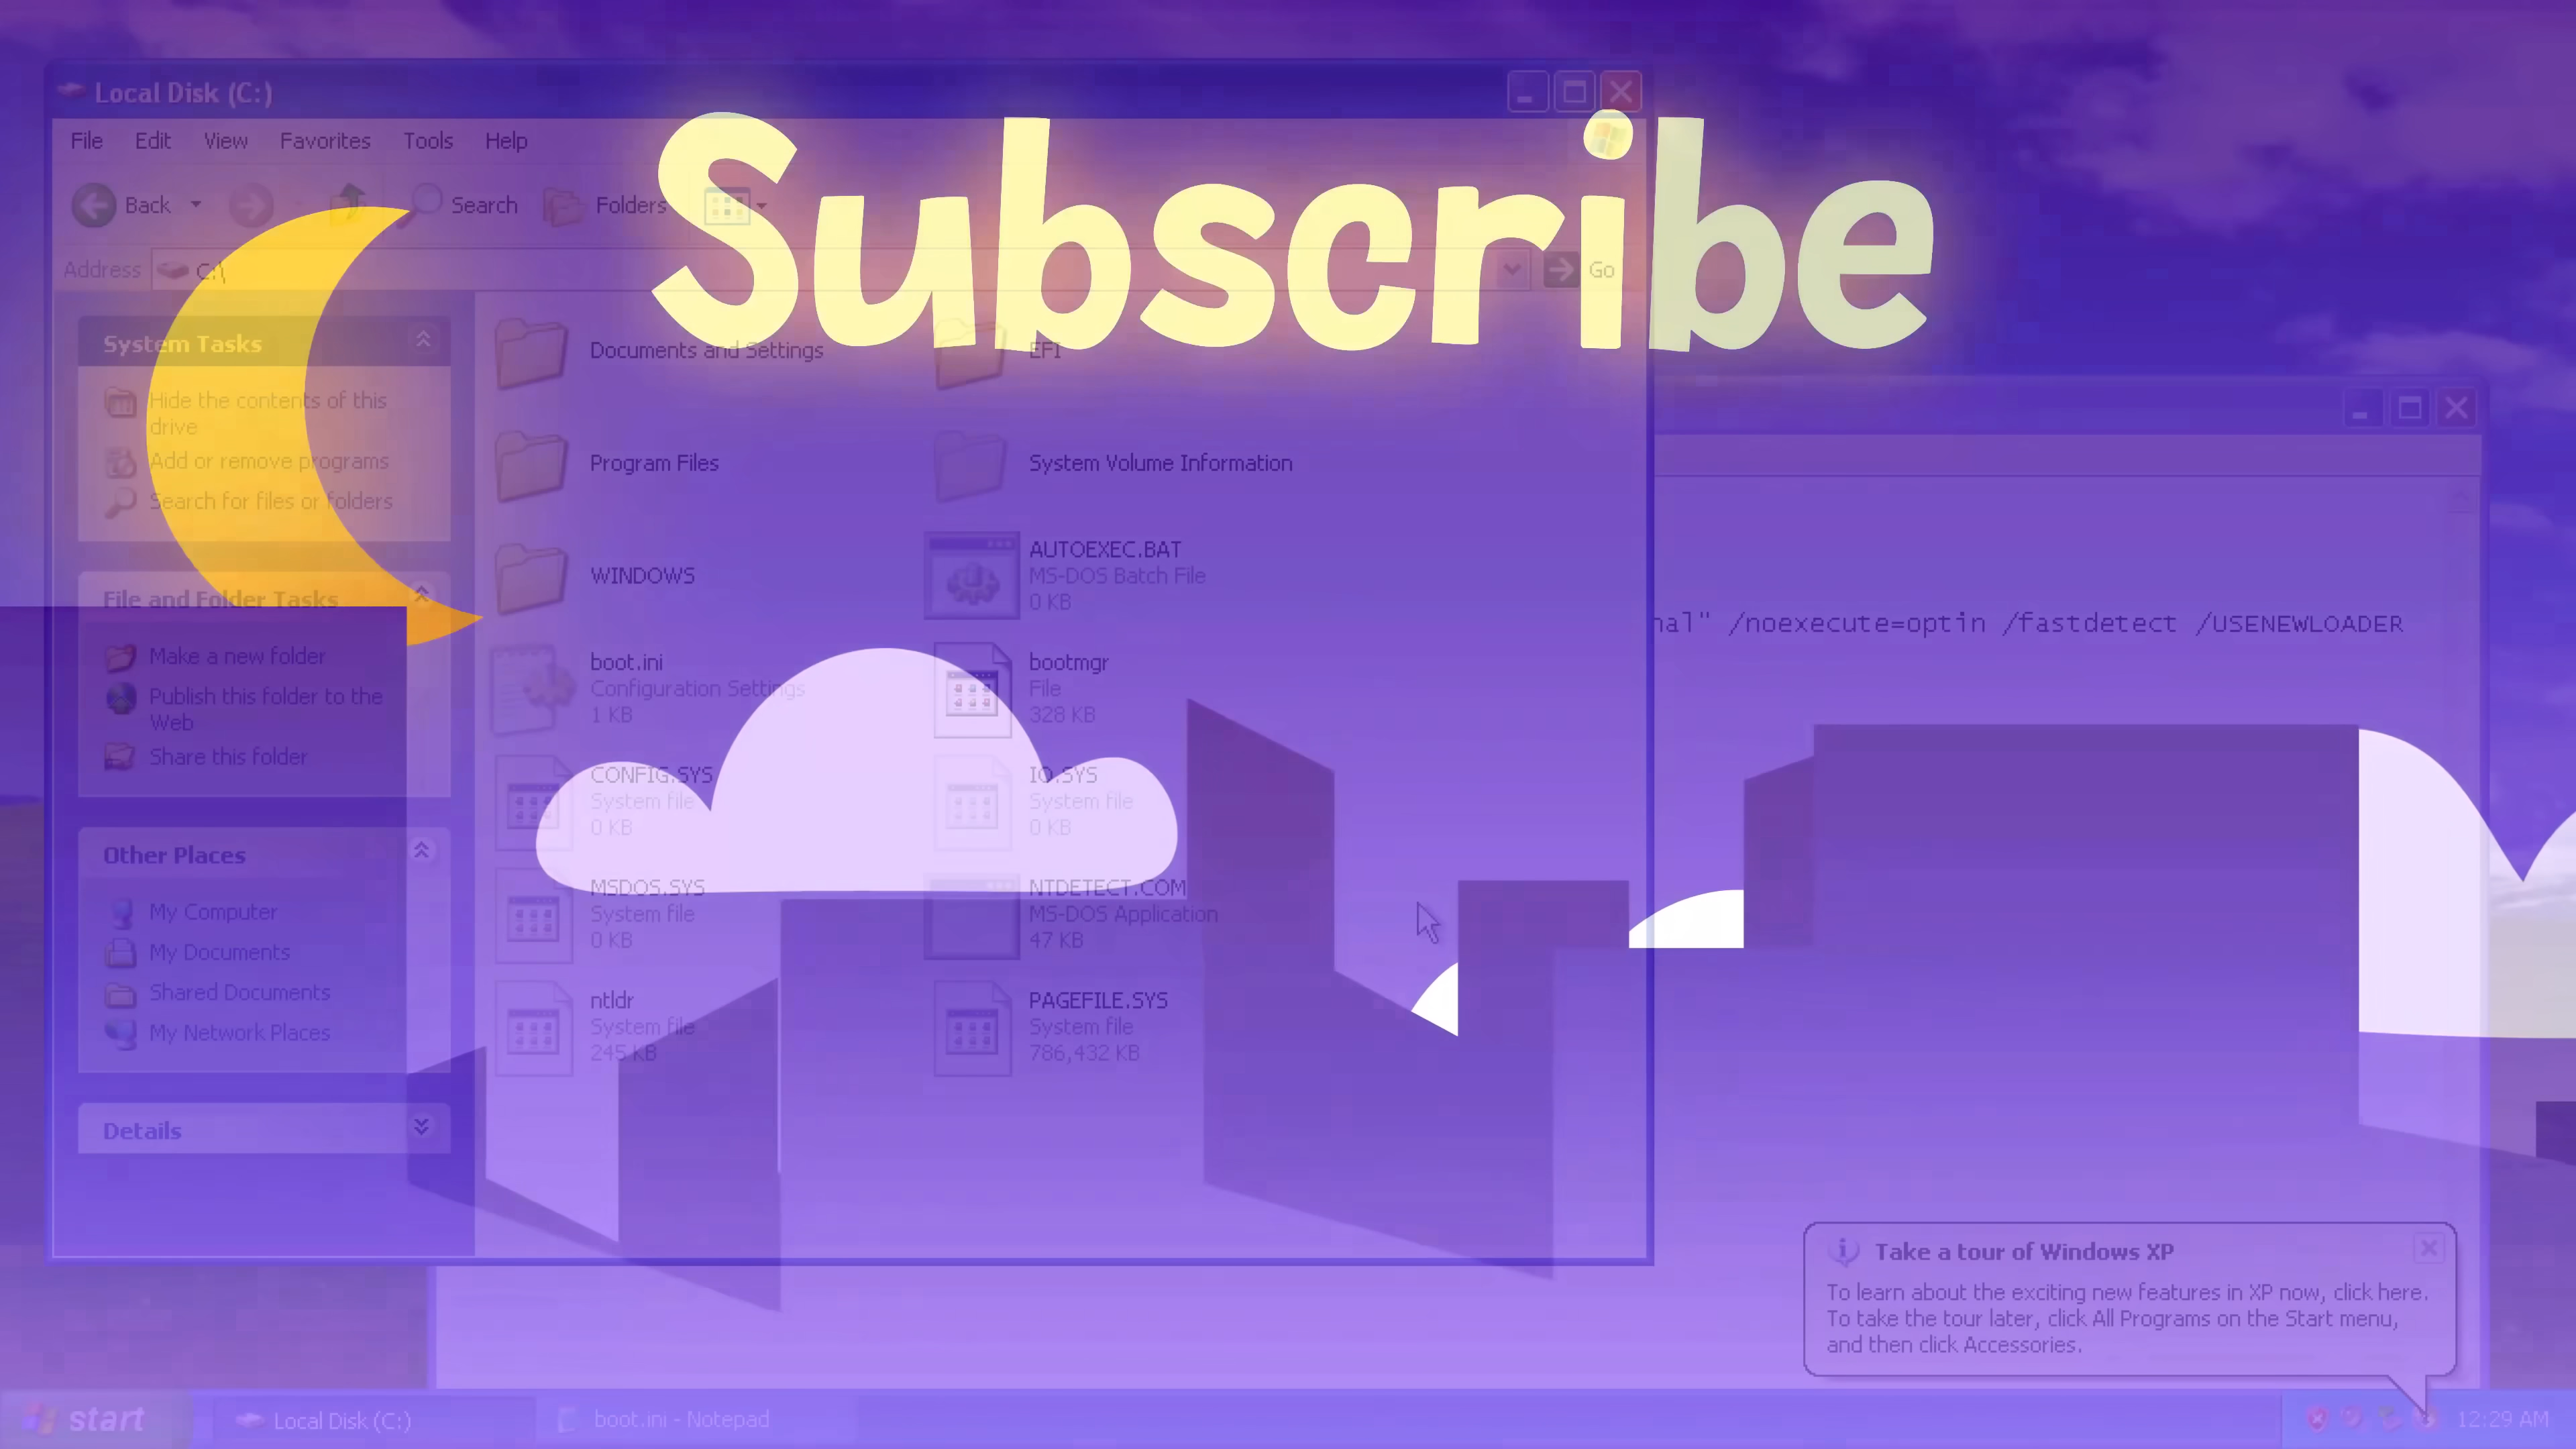 Local Disk (C:)
Subscribe
File Edit View Favorites Tools Help
Back Search Folders
Address C:\ Go
System Tasks
Hide the contents of this
drive
Add or remove programs
Search for files or folders
File and Folder Tasks
Make a new folder
Publish this folder to the
Web
Share this folder
Other Places
My Computer
My Documents
Shared Documents
My Network Places
Details
Documents and Settings
EFI
Program Files
System Volume Information
WINDOWS
AUTOEXEC.BAT
MS-DOS Batch File
0 KB
boot.ini
Configuration Settings
1 KB
bootmgr
File
328 KB
CONFIG.SYS
System file
0 KB
IO.SYS
System file
0 KB
MSDOS.SYS
System file
0 KB
NTDETECT.COM
MS-DOS Application
47 KB
ntldr
System file
245 KB
PAGEFILE.SYS
System file
786,432 KB
/noexecute=optin /fastdetect /USENEWLOADER
Take a tour of Windows XP
To learn about the exciting new features in XP now, click here.
To take the tour later, click All Programs on the Start menu,
and then click Accessories.
start Local Disk (C:) boot.ini - Notepad 12:29 AM